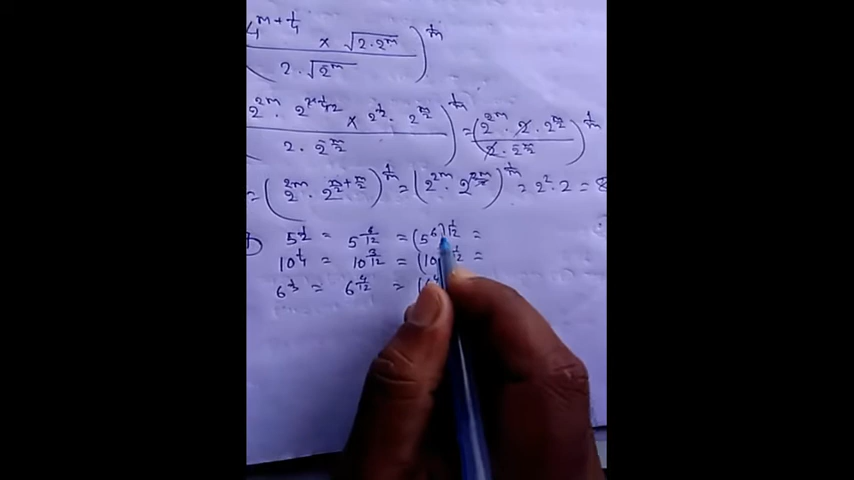 4^{m+1/4} × √2·2^m )^{1/m}
2·√2^m
2^{2m} · 2 × 2^{1/2} · 2^{m/2} )^{1/m} = ( 2^{2m} · 2 · 2^{m/2} )^{1/m}
2 · 2^{-m/2} 2 · 2^{-m/2}
= ( 2^{2m} · 2^{m/2+m/2} )^{1/m} = ( 2^{2m} · 2^{2m/2} )^{1/m} = 2^2 · 2 = 8
5^{1/2} = 5^{6/12} = (5^6)^{1/12} =
10^{1/4} = 10^{3/12} = (10 =
6^{1/3} = 6^{4/12} = (6^4